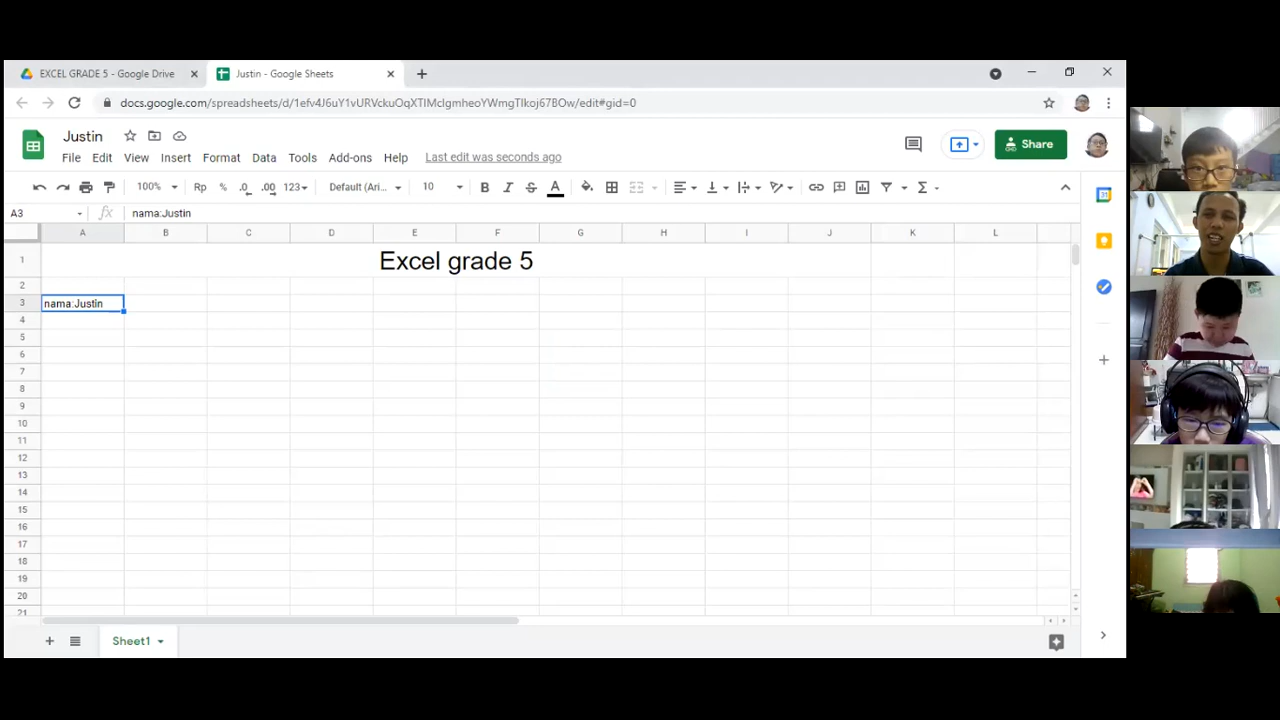 EXCEL GRADE 5 - Google Drive
Justin - Google Sheets
docs.google.com/spreadsheets/d/1efv4J6uY1vURVckuOqXTIMcIgmheoYWmgTIkoj67BOw/edit#gid=0
Justin
File Edit View Insert Format Data Tools Add-ons Help Last edit was seconds ago
Share
100% Rp % .0 .00 123 Default (Ari... 10 B I S A
A3 fx nama:Justin
A B C D E F G H I J K L
1 Excel grade 5
2
3 nama:Justin
4
5
6
7
8
9
10
11
12
13
14
15
16
17
18
19
20
21
Sheet1